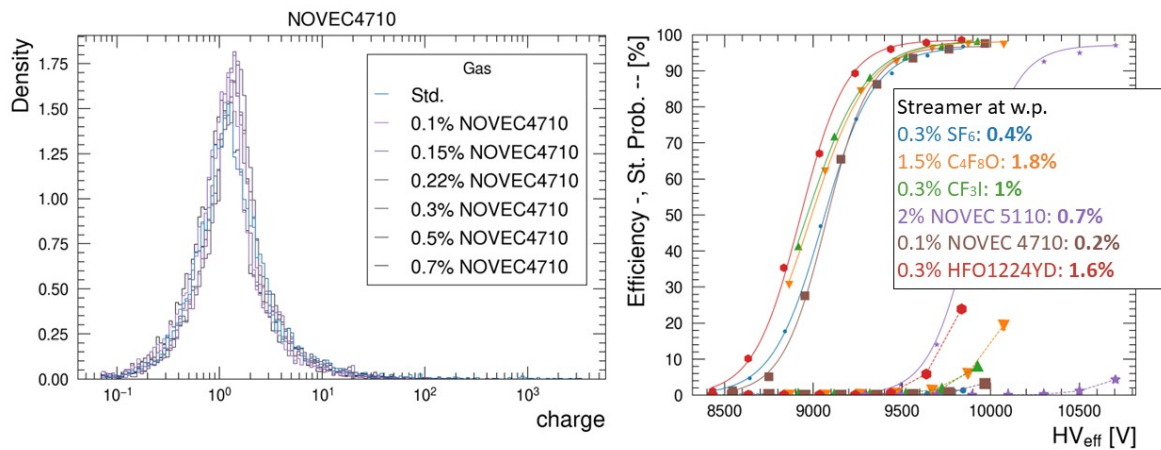 NOVEC4710
Density
1.75
1.50
1.25
1.00
0.75
0.50
0.25
0.00
10⁻¹
10⁰
10¹
10²
10³
charge
Gas
Std.
0.1% NOVEC4710
0.15% NOVEC4710
0.22% NOVEC4710
0.3% NOVEC4710
0.5% NOVEC4710
0.7% NOVEC4710
Efficiency -, St. Prob. -- [%]
100
90
80
70
60
50
40
30
20
10
0
8500
9000
9500
10000
10500
HVeff [V]
Streamer at w.p.
0.3% SF₆: 0.4%
1.5% C₄F₈O: 1.8%
0.3% CF₃I: 1%
2% NOVEC 5110: 0.7%
0.1% NOVEC 4710: 0.2%
0.3% HFO1224YD: 1.6%